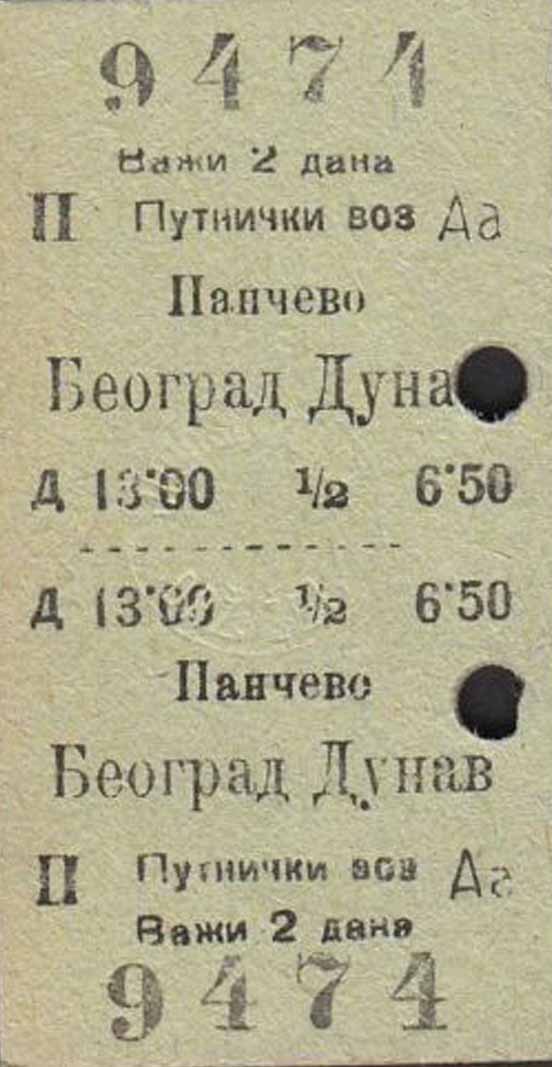 9474
Важи 2 дана
II Путнички воз Аа
Панчево
Београд Дуна
Д 13·00 1/2 6·50
Д 13·00 1/2 6·50
Панчево
Београд Дунав
II Путнички воз Аа
Важи 2 дана
9474